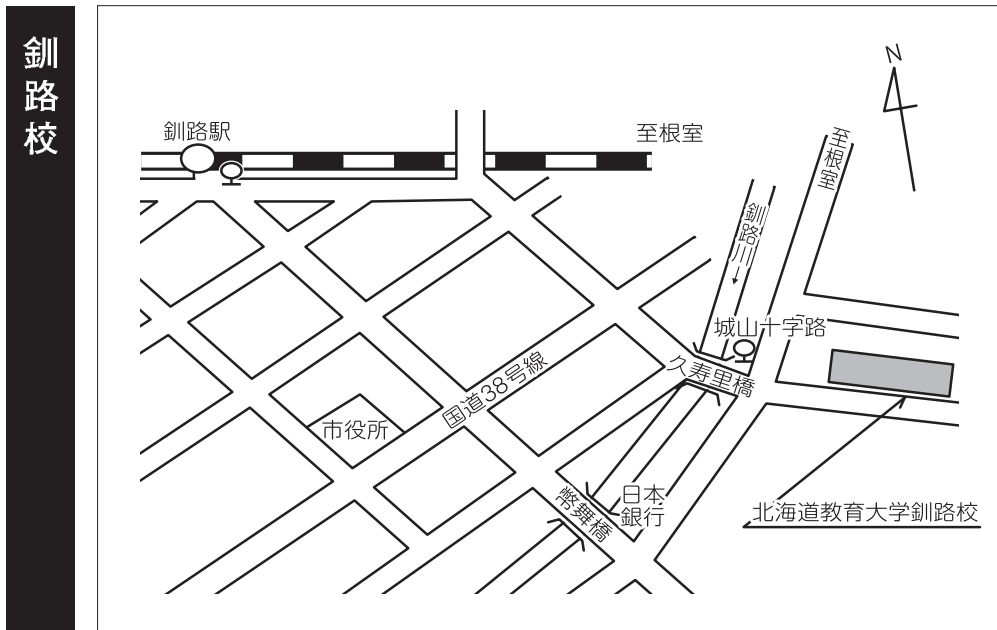 釧路校
N
釧路駅
至根室
至根室
釧路川
城山十字路
久寿里橋
国道38号線
市役所
日本
銀行
幣舞橋
北海道教育大学釧路校